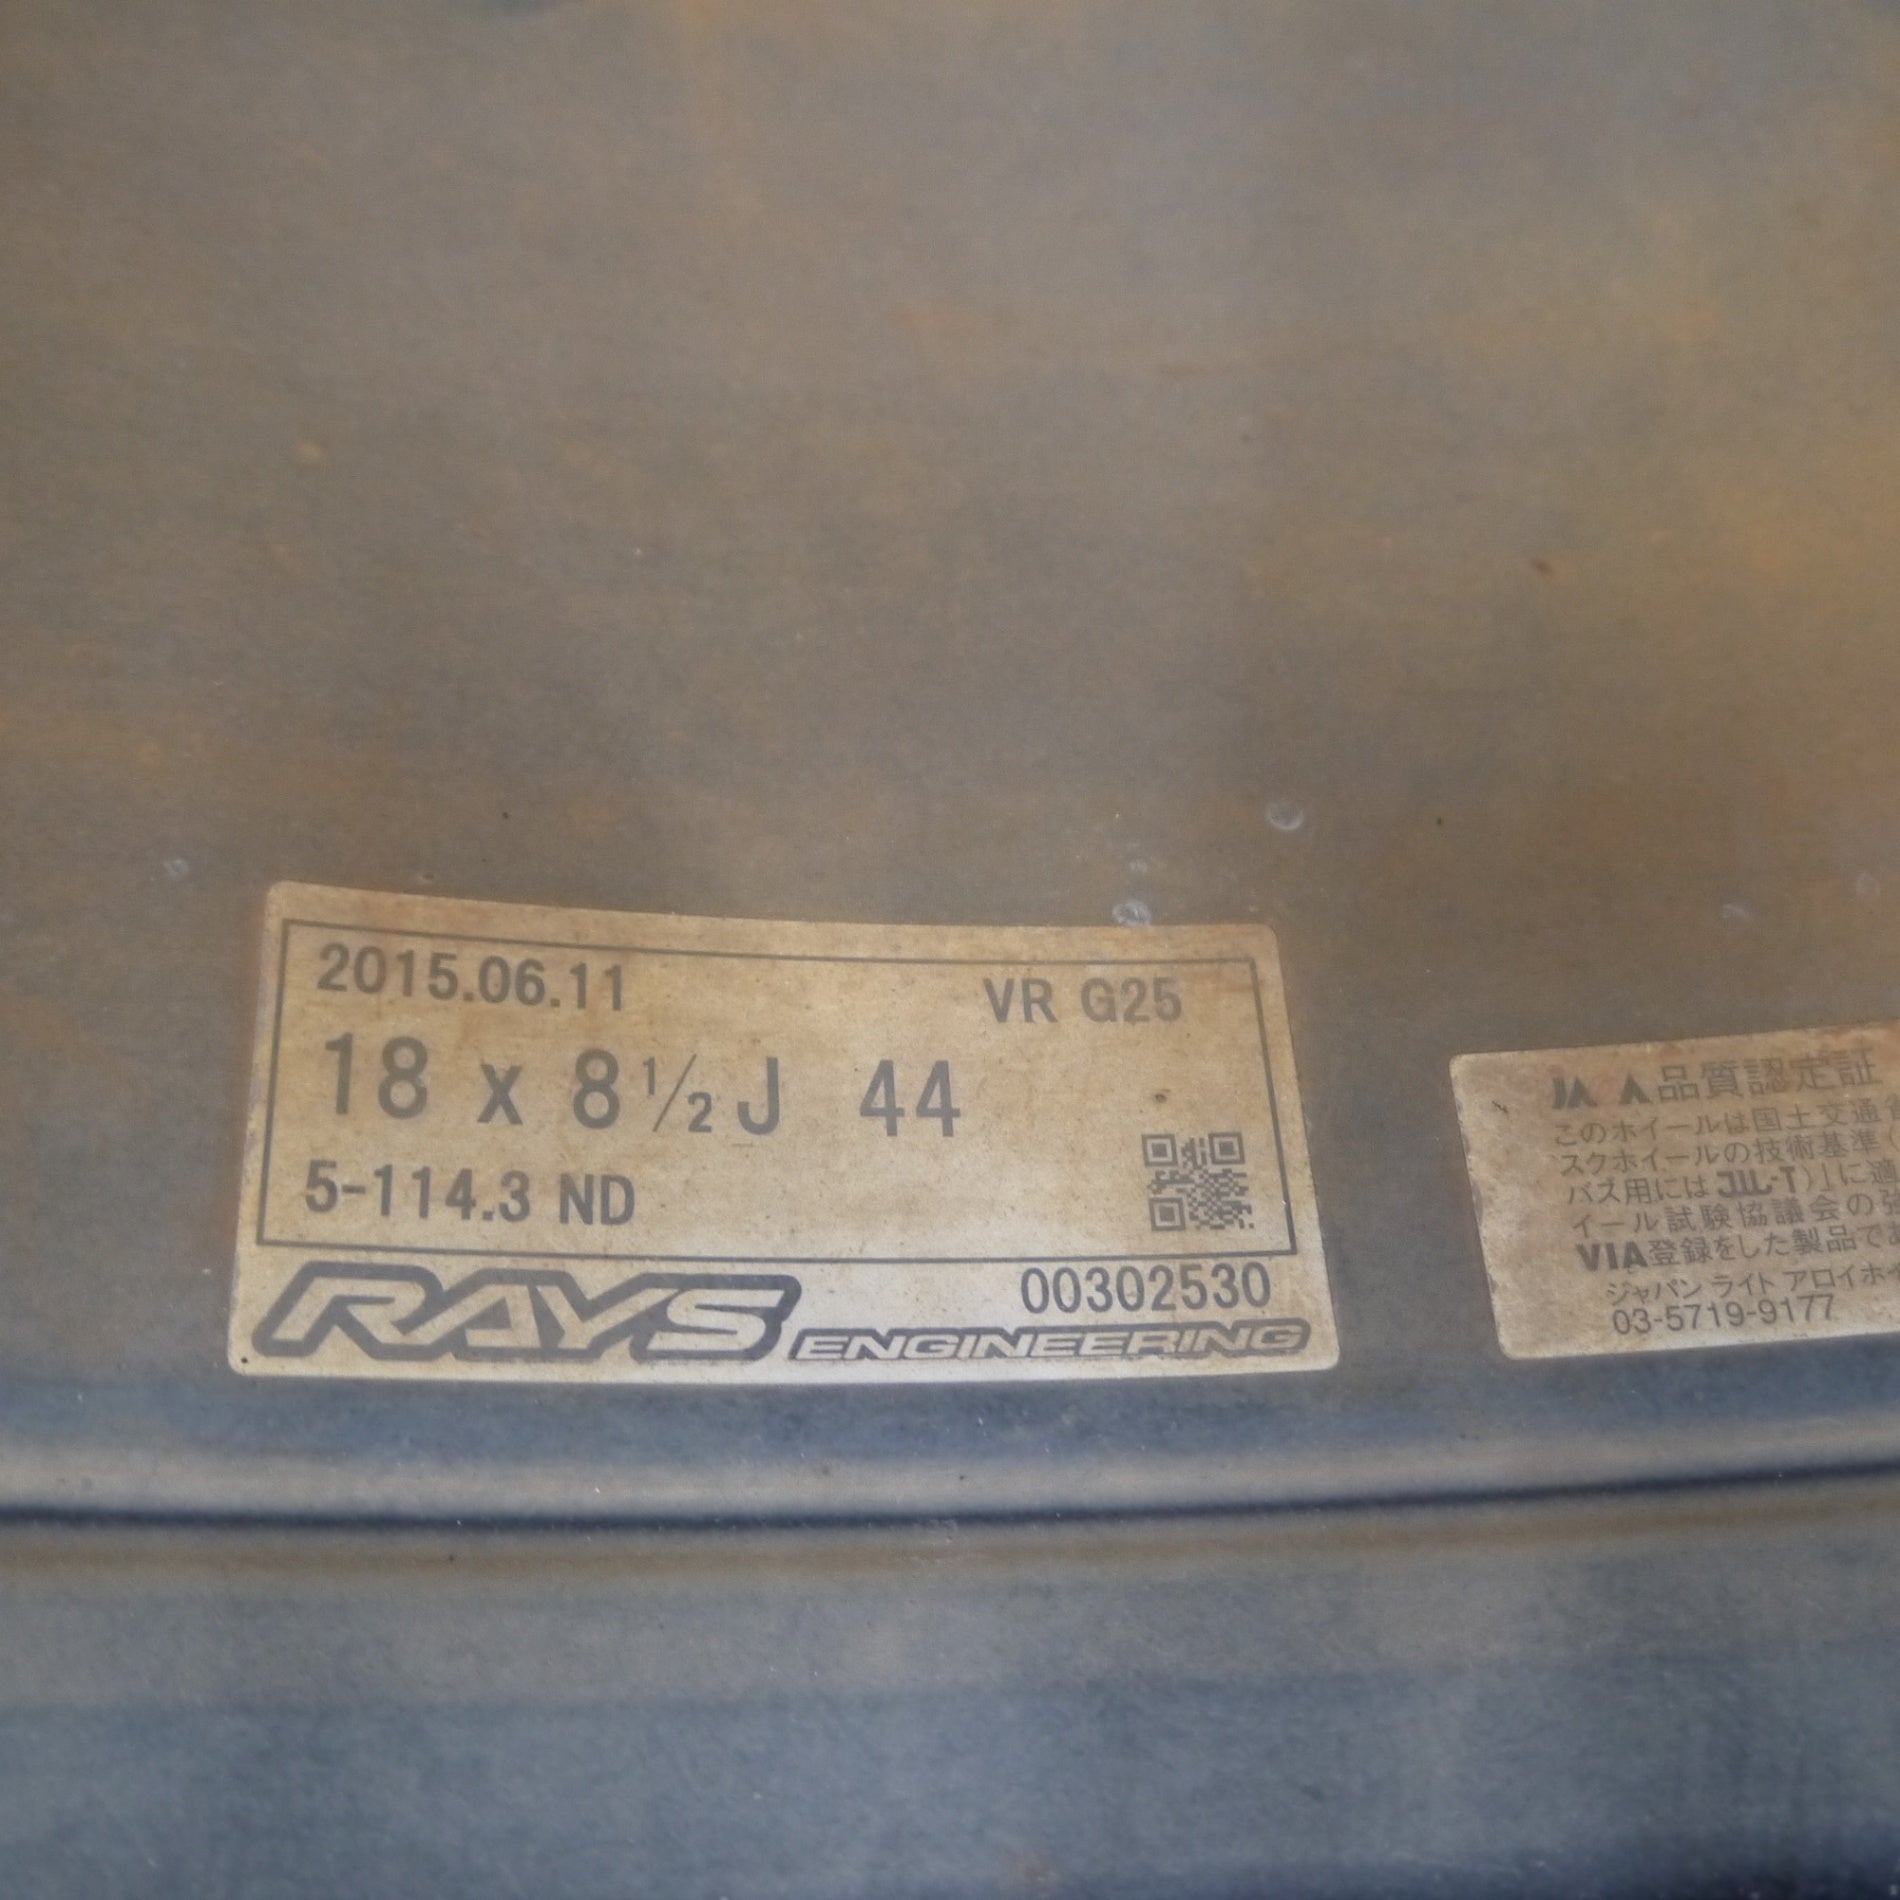 2015.06.11 VR G25
18 x 8 1/2 J 44
5-114.3 ND
00302530
RAYS ENGINEERING
品質認定証
このホイールは国土交通
スクホイールの技術基準(
バス用には JWL-T)」に適
イール試験協議会の
VIA登録をした製品であ
ジャパン ライト アロイホイ
03-5719-9177